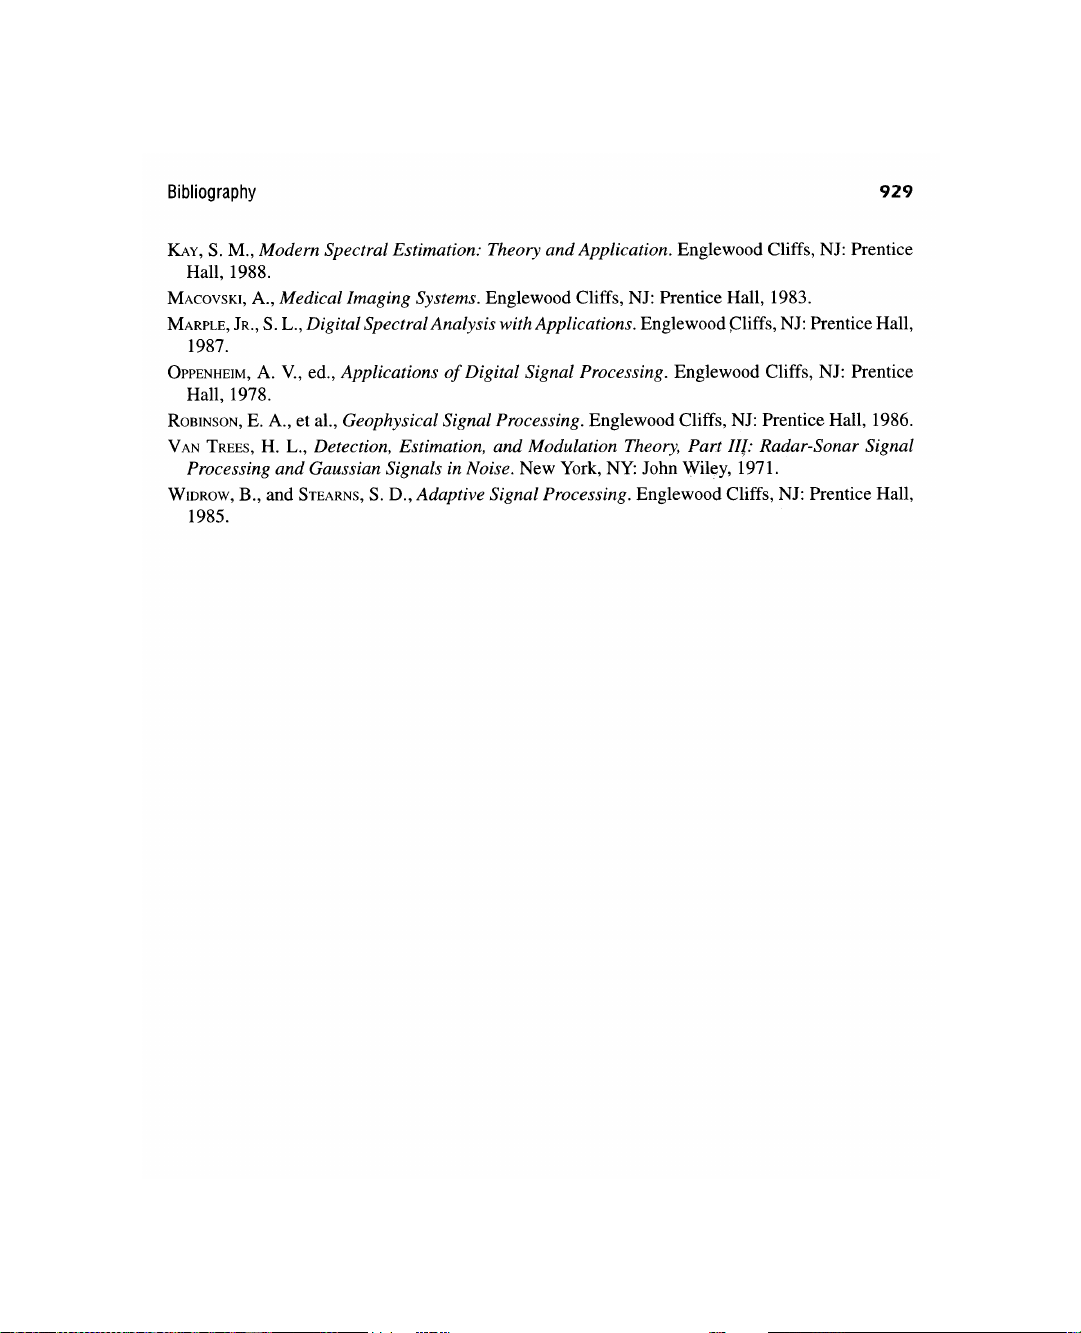 Bibliography 929
KAY, S. M., Modern Spectral Estimation: Theory and Application. Englewood Cliffs, NJ: Prentice
Hall, 1988.
MACOVSKI, A., Medical Imaging Systems. Englewood Cliffs, NJ: Prentice Hall, 1983.
MARPLE, JR., S. L., Digital Spectral Analysis with Applications. Englewood Cliffs, NJ: Prentice Hall,
1987.
OPPENHEIM, A. V., ed., Applications of Digital Signal Processing. Englewood Cliffs, NJ: Prentice
Hall, 1978.
ROBINSON, E. A., et al., Geophysical Signal Processing. Englewood Cliffs, NJ: Prentice Hall, 1986.
VAN TREES, H. L., Detection, Estimation, and Modulation Theory, Part III: Radar-Sonar Signal
Processing and Gaussian Signals in Noise. New York, NY: John Wiley, 1971.
WIDROW, B., and STEARNS, S. D., Adaptive Signal Processing. Englewood Cliffs, NJ: Prentice Hall,
1985.